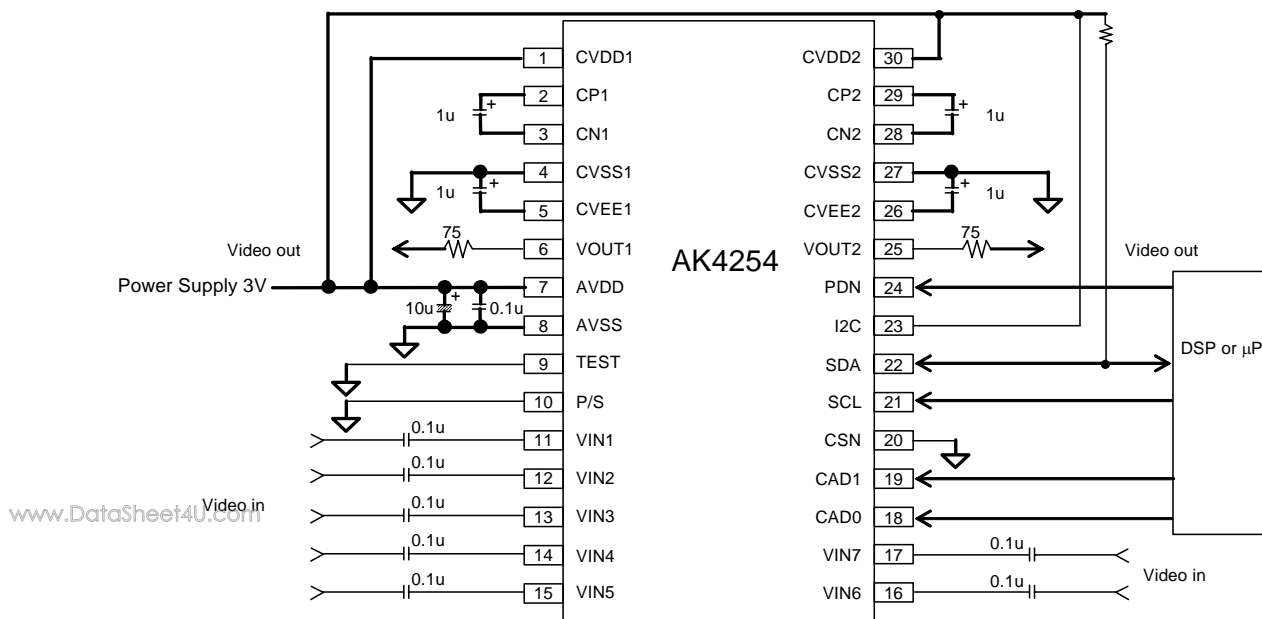 1 CVDD1 CVDD2 30
2 CP1 CP2 29
1u + + 1u
3 CN1 CN2 28
4 CVSS1 CVSS2 27
1u + + 1u
5 CVEE1 CVEE2 26
Video out 75 6 VOUT1 VOUT2 25 75 Video out
AK4254
Power Supply 3V 7 AVDD PDN 24
10u + 0.1u
8 AVSS I2C 23
DSP or µP
9 TEST SDA 22
10 P/S SCL 21
0.1u 11 VIN1 CSN 20
0.1u 12 VIN2 CAD1 19
Video in
www.DataSheet4U.com
0.1u 13 VIN3 CAD0 18
0.1u 14 VIN4 VIN7 17 0.1u
Video in
0.1u 15 VIN5 VIN6 16 0.1u